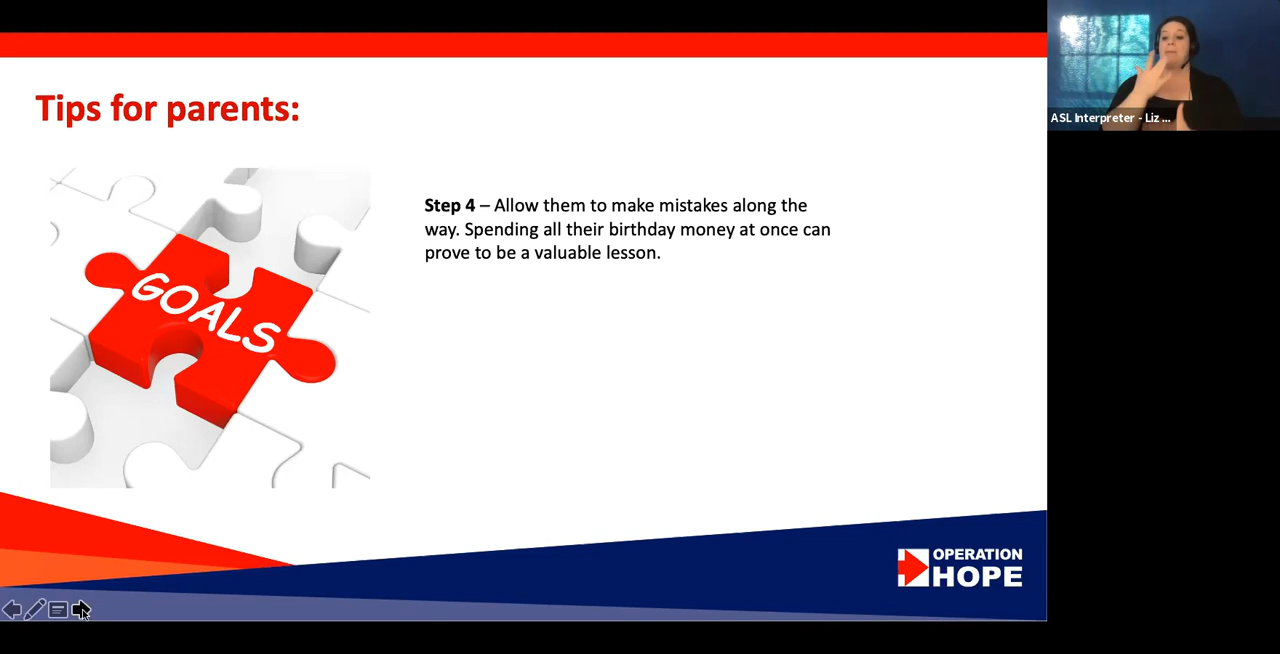 Tips for parents:
GOALS
Step 4 – Allow them to make mistakes along the
way. Spending all their birthday money at once can
prove to be a valuable lesson.
OPERATION
HOPE
ASL Interpreter - Liz ...